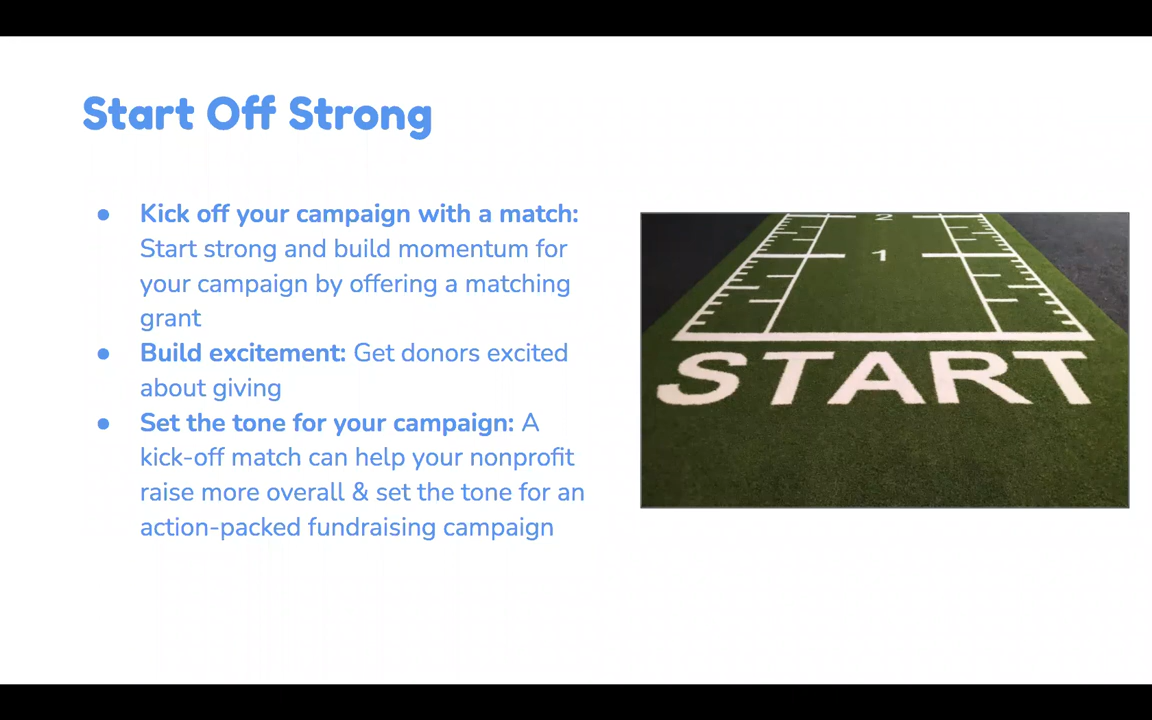 Start Off Strong
● Kick off your campaign with a match:
Start strong and build momentum for
your campaign by offering a matching
grant
● Build excitement: Get donors excited
about giving
● Set the tone for your campaign: A
kick-off match can help your nonprofit
raise more overall & set the tone for an
action-packed fundraising campaign
2
1
START